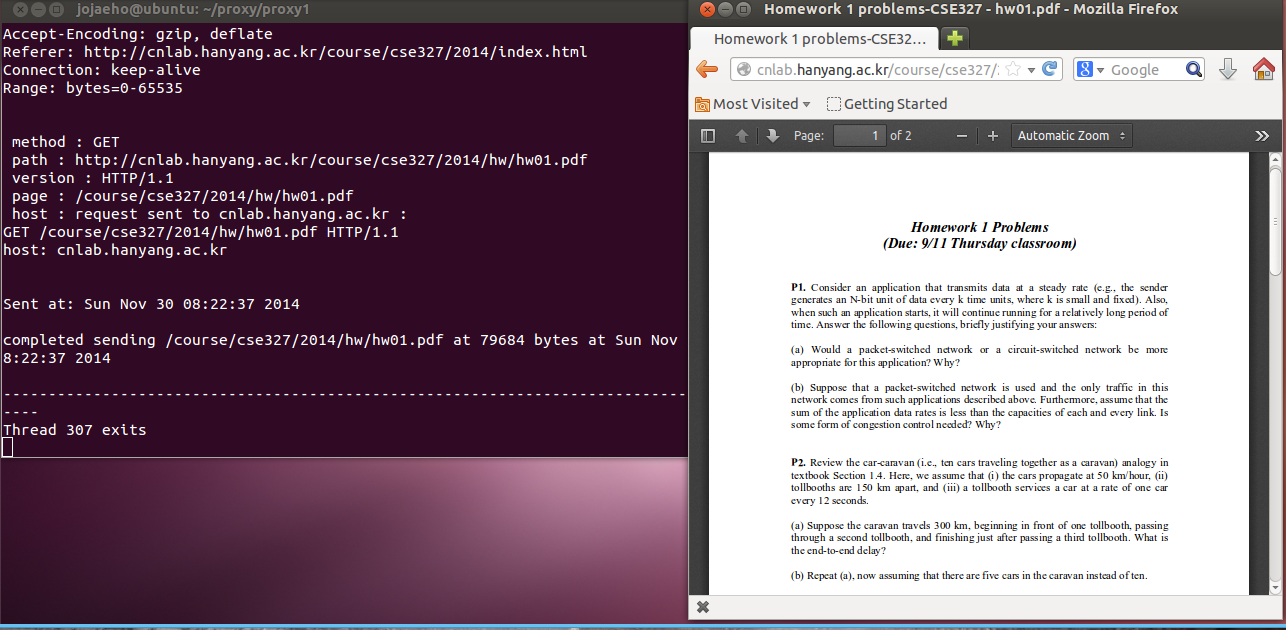 jojaeho@ubuntu: ~/proxy/proxy1
Accept-Encoding: gzip, deflate
Referer: http://cnlab.hanyang.ac.kr/course/cse327/2014/index.html
Connection: keep-alive
Range: bytes=0-65535
method : GET
path : http://cnlab.hanyang.ac.kr/course/cse327/2014/hw/hw01.pdf
version : HTTP/1.1
page : /course/cse327/2014/hw/hw01.pdf
host : request sent to cnlab.hanyang.ac.kr :
GET /course/cse327/2014/hw/hw01.pdf HTTP/1.1
host: cnlab.hanyang.ac.kr
Sent at: Sun Nov 30 08:22:37 2014
completed sending /course/cse327/2014/hw/hw01.pdf at 79684 bytes at Sun Nov
8:22:37 2014
--------------------------------------------------------------------------------
----
Thread 307 exits
Homework 1 problems-CSE327 - hw01.pdf - Mozilla Firefox
Homework 1 problems-CSE32...
cnlab.hanyang.ac.kr/course/cse327/
8 Google
Most Visited
Getting Started
Page: 1 of 2 Automatic Zoom
Homework 1 Problems
(Due: 9/11 Thursday classroom)
P1. Consider an application that transmits data at a steady rate (e.g., the sender
generates an N-bit unit of data every k time units, where k is small and fixed). Also,
when such an application starts, it will continue running for a relatively long period of
time. Answer the following questions, briefly justifying your answers:
(a) Would a packet-switched network or a circuit-switched network be more
appropriate for this application? Why?
(b) Suppose that a packet-switched network is used and the only traffic in this
network comes from such applications described above. Furthermore, assume that the
sum of the application data rates is less than the capacities of each and every link. Is
some form of congestion control needed? Why?
P2. Review the car-caravan (i.e., ten cars traveling together as a caravan) analogy in
textbook Section 1.4. Here, we assume that (i) the cars propagate at 50 km/hour, (ii)
tollbooths are 150 km apart, and (iii) a tollbooth services a car at a rate of one car
every 12 seconds.
(a) Suppose the caravan travels 300 km, beginning in front of one tollbooth, passing
through a second tollbooth, and finishing just after passing a third tollbooth. What is
the end-to-end delay?
(b) Repeat (a), now assuming that there are five cars in the caravan instead of ten.